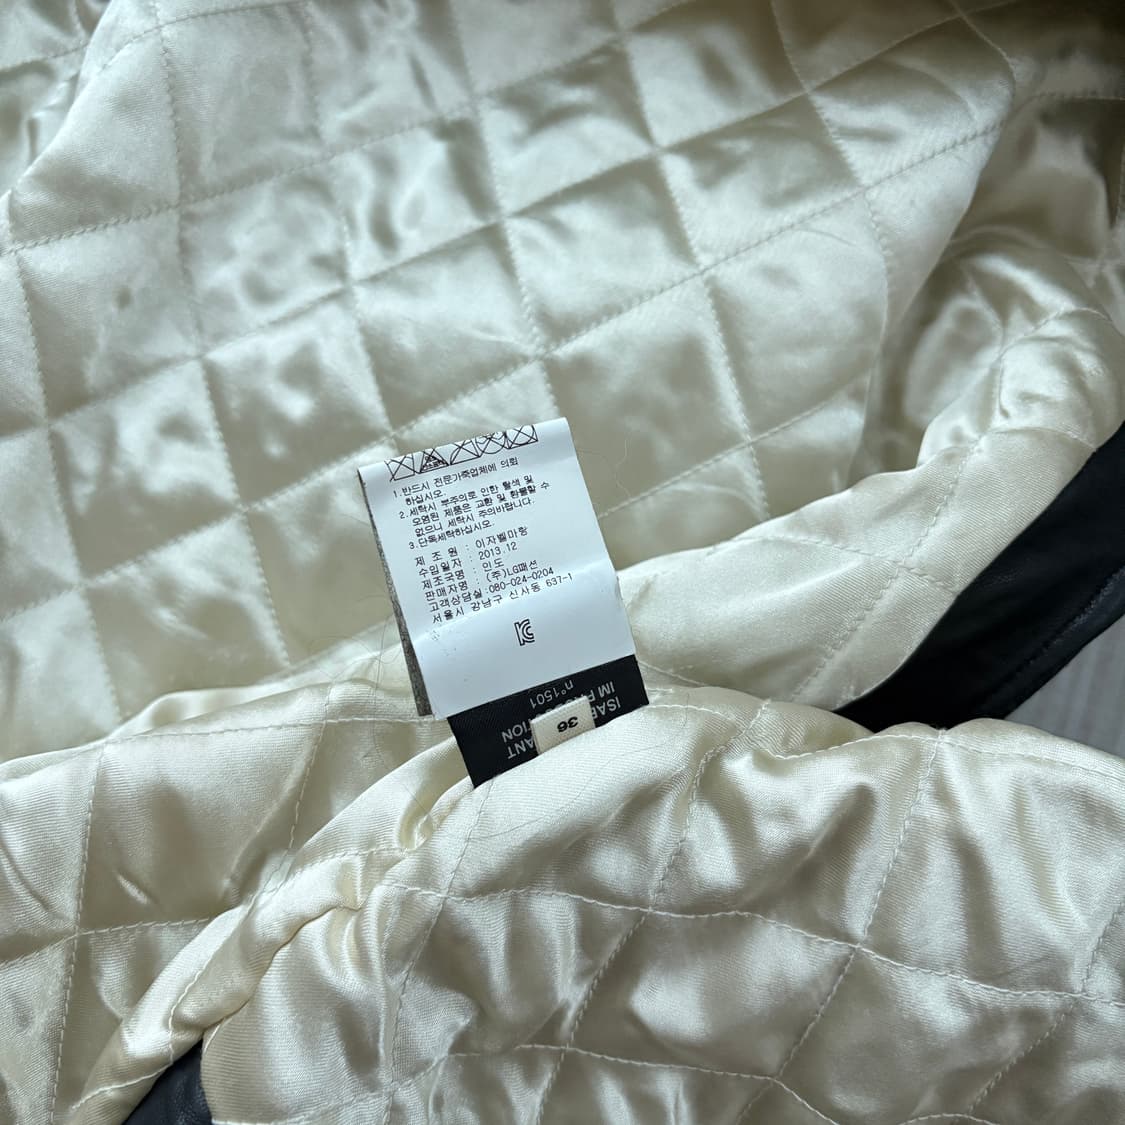 1.반드시 전문가죽업체에 의뢰
하십시오.
2.세탁시 부주의로 인한 탈색 및
오염된 제품은 교환 및 환불할 수
없으니 세탁시 주의바랍니다.
3.단독세탁하십시오.
제 조 원 : 이자벨마랑
수입일자 : 2013.12
제조국명 : 인도
판매자명 : (주)LG패션
고객상담실:080-024-0204
서울시 강남구 신사동 637-1
KC
36
n°1501